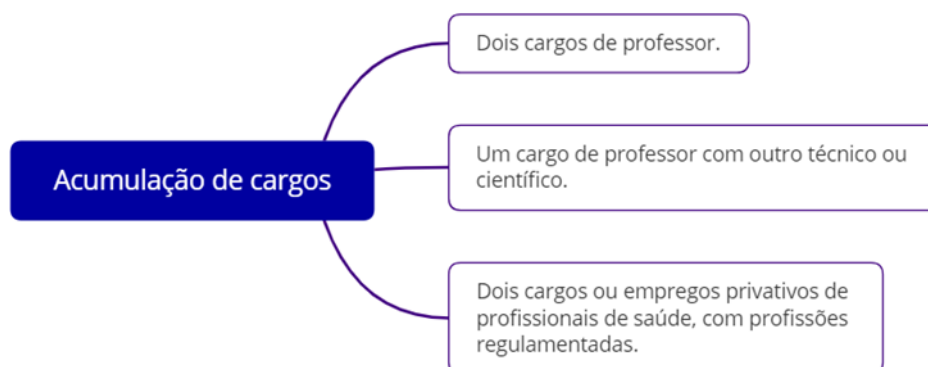 Dois cargos de professor.
Acumulação de cargos
Um cargo de professor com outro técnico ou
científico.
Dois cargos ou empregos privativos de
profissionais de saúde, com profissões
regulamentadas.